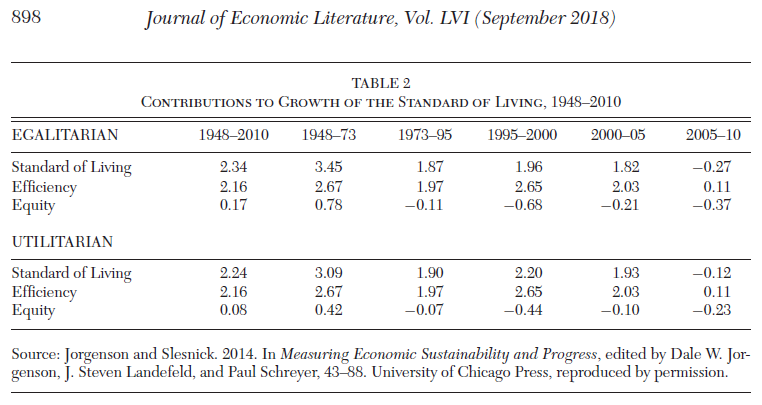 898 Journal of Economic Literature, Vol. LVI (September 2018)
TABLE 2
Contributions to Growth of the Standard of Living, 1948–2010
EGALITARIAN 1948–2010 1948–73 1973–95 1995–2000 2000–05 2005–10
Standard of Living 2.34 3.45 1.87 1.96 1.82 −0.27
Efficiency 2.16 2.67 1.97 2.65 2.03 0.11
Equity 0.17 0.78 −0.11 −0.68 −0.21 −0.37
UTILITARIAN
Standard of Living 2.24 3.09 1.90 2.20 1.93 −0.12
Efficiency 2.16 2.67 1.97 2.65 2.03 0.11
Equity 0.08 0.42 −0.07 −0.44 −0.10 −0.23
Source: Jorgenson and Slesnick. 2014. In Measuring Economic Sustainability and Progress, edited by Dale W. Jor-
genson, J. Steven Landefeld, and Paul Schreyer, 43–88. University of Chicago Press, reproduced by permission.